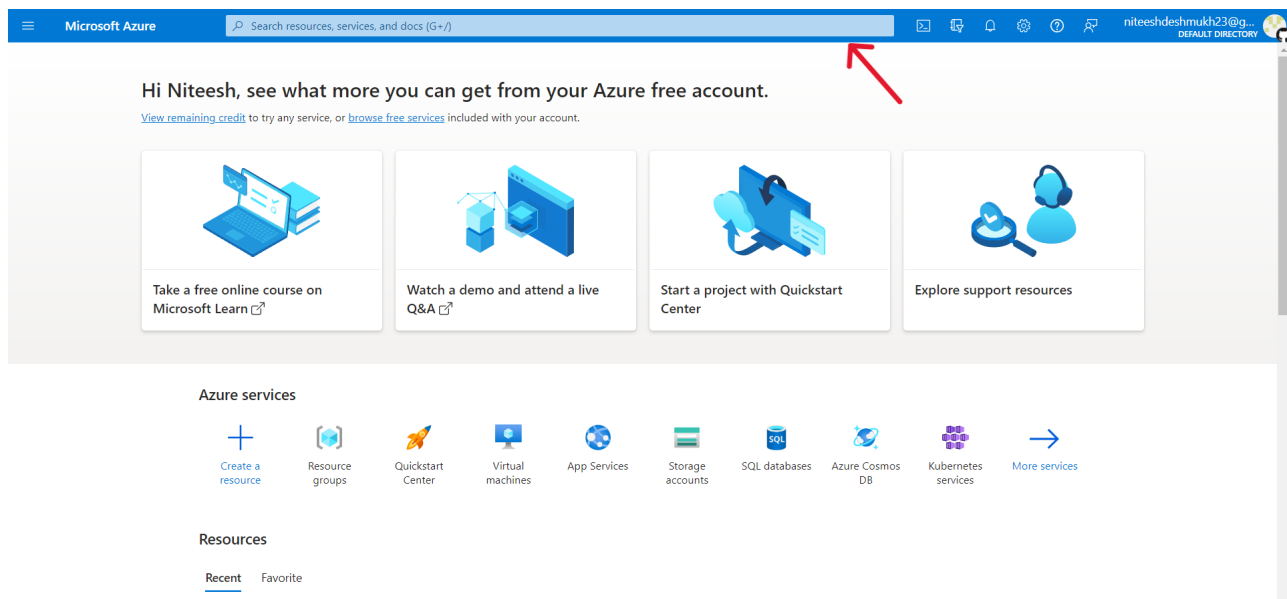 Microsoft Azure
Search resources, services, and docs (G+/)
niteeshdeshmukh23@g...
DEFAULT DIRECTORY
Hi Niteesh, see what more you can get from your Azure free account.
View remaining credit to try any service, or browse free services included with your account.
Take a free online course on
Microsoft Learn
Watch a demo and attend a live
Q&A
Start a project with Quickstart
Center
Explore support resources
Azure services
SQL
Create a
resource
Resource
groups
Quickstart
Center
Virtual
machines
App Services
Storage
accounts
SQL databases
Azure Cosmos
DB
Kubernetes
services
More services
Resources
Recent
Favorite